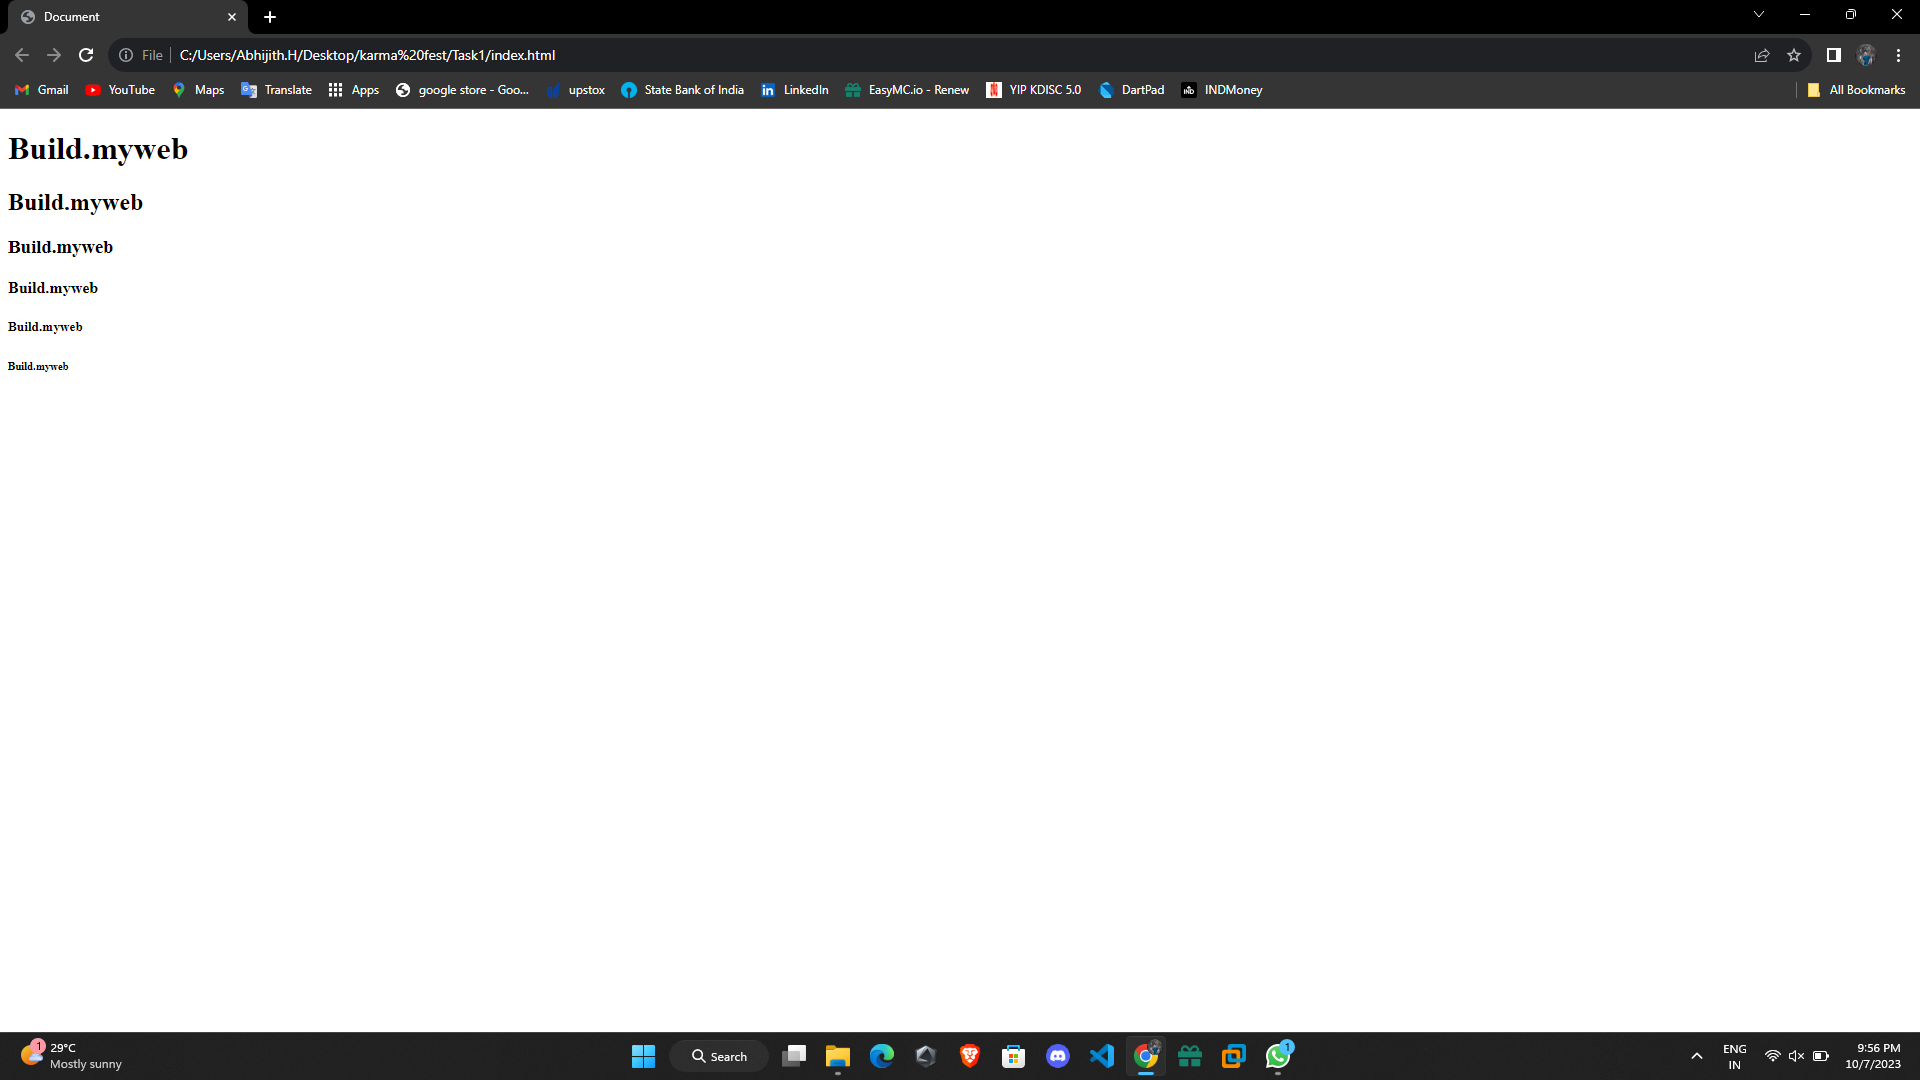 Document
File
C:/Users/Abhijith.H/Desktop/karma%20fest/Task1/index.html
Gmail YouTube Maps Translate Apps google store - Goo... upstox State Bank of India LinkedIn EasyMC.io - Renew YIP KDISC 5.0 DartPad INDMoney All Bookmarks
Build.myweb
Build.myweb
Build.myweb
Build.myweb
Build.myweb
Build.myweb
1 29°C
Mostly sunny
Search
1
ENG
IN
9:56 PM
10/7/2023